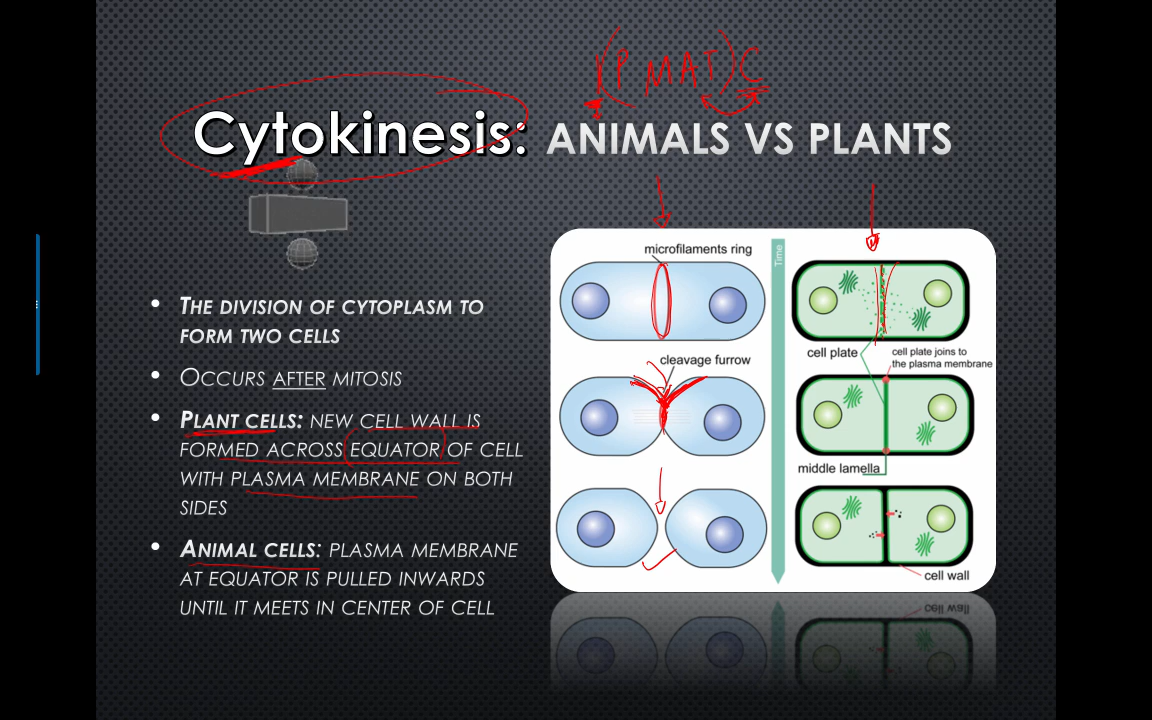 I(PMAT)C
Cytokinesis: ANIMALS VS PLANTS
• THE DIVISION OF CYTOPLASM TO
FORM TWO CELLS
• OCCURS AFTER MITOSIS
• PLANT CELLS: NEW CELL WALL IS
FORMED ACROSS EQUATOR OF CELL
WITH PLASMA MEMBRANE ON BOTH
SIDES
• ANIMAL CELLS: PLASMA MEMBRANE
AT EQUATOR IS PULLED INWARDS
UNTIL IT MEETS IN CENTER OF CELL
microfilaments ring
Time
cleavage furrow
cell plate
cell plate joins to
the plasma membrane
middle lamella
cell wall
cell wall